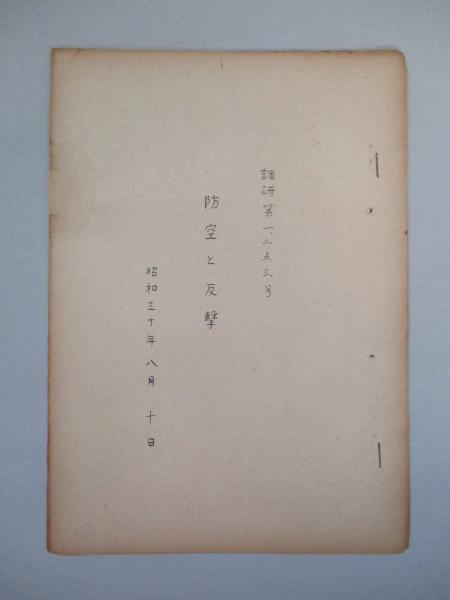 調研第一、二五三号
防空と反撃
昭和三十年八月十日